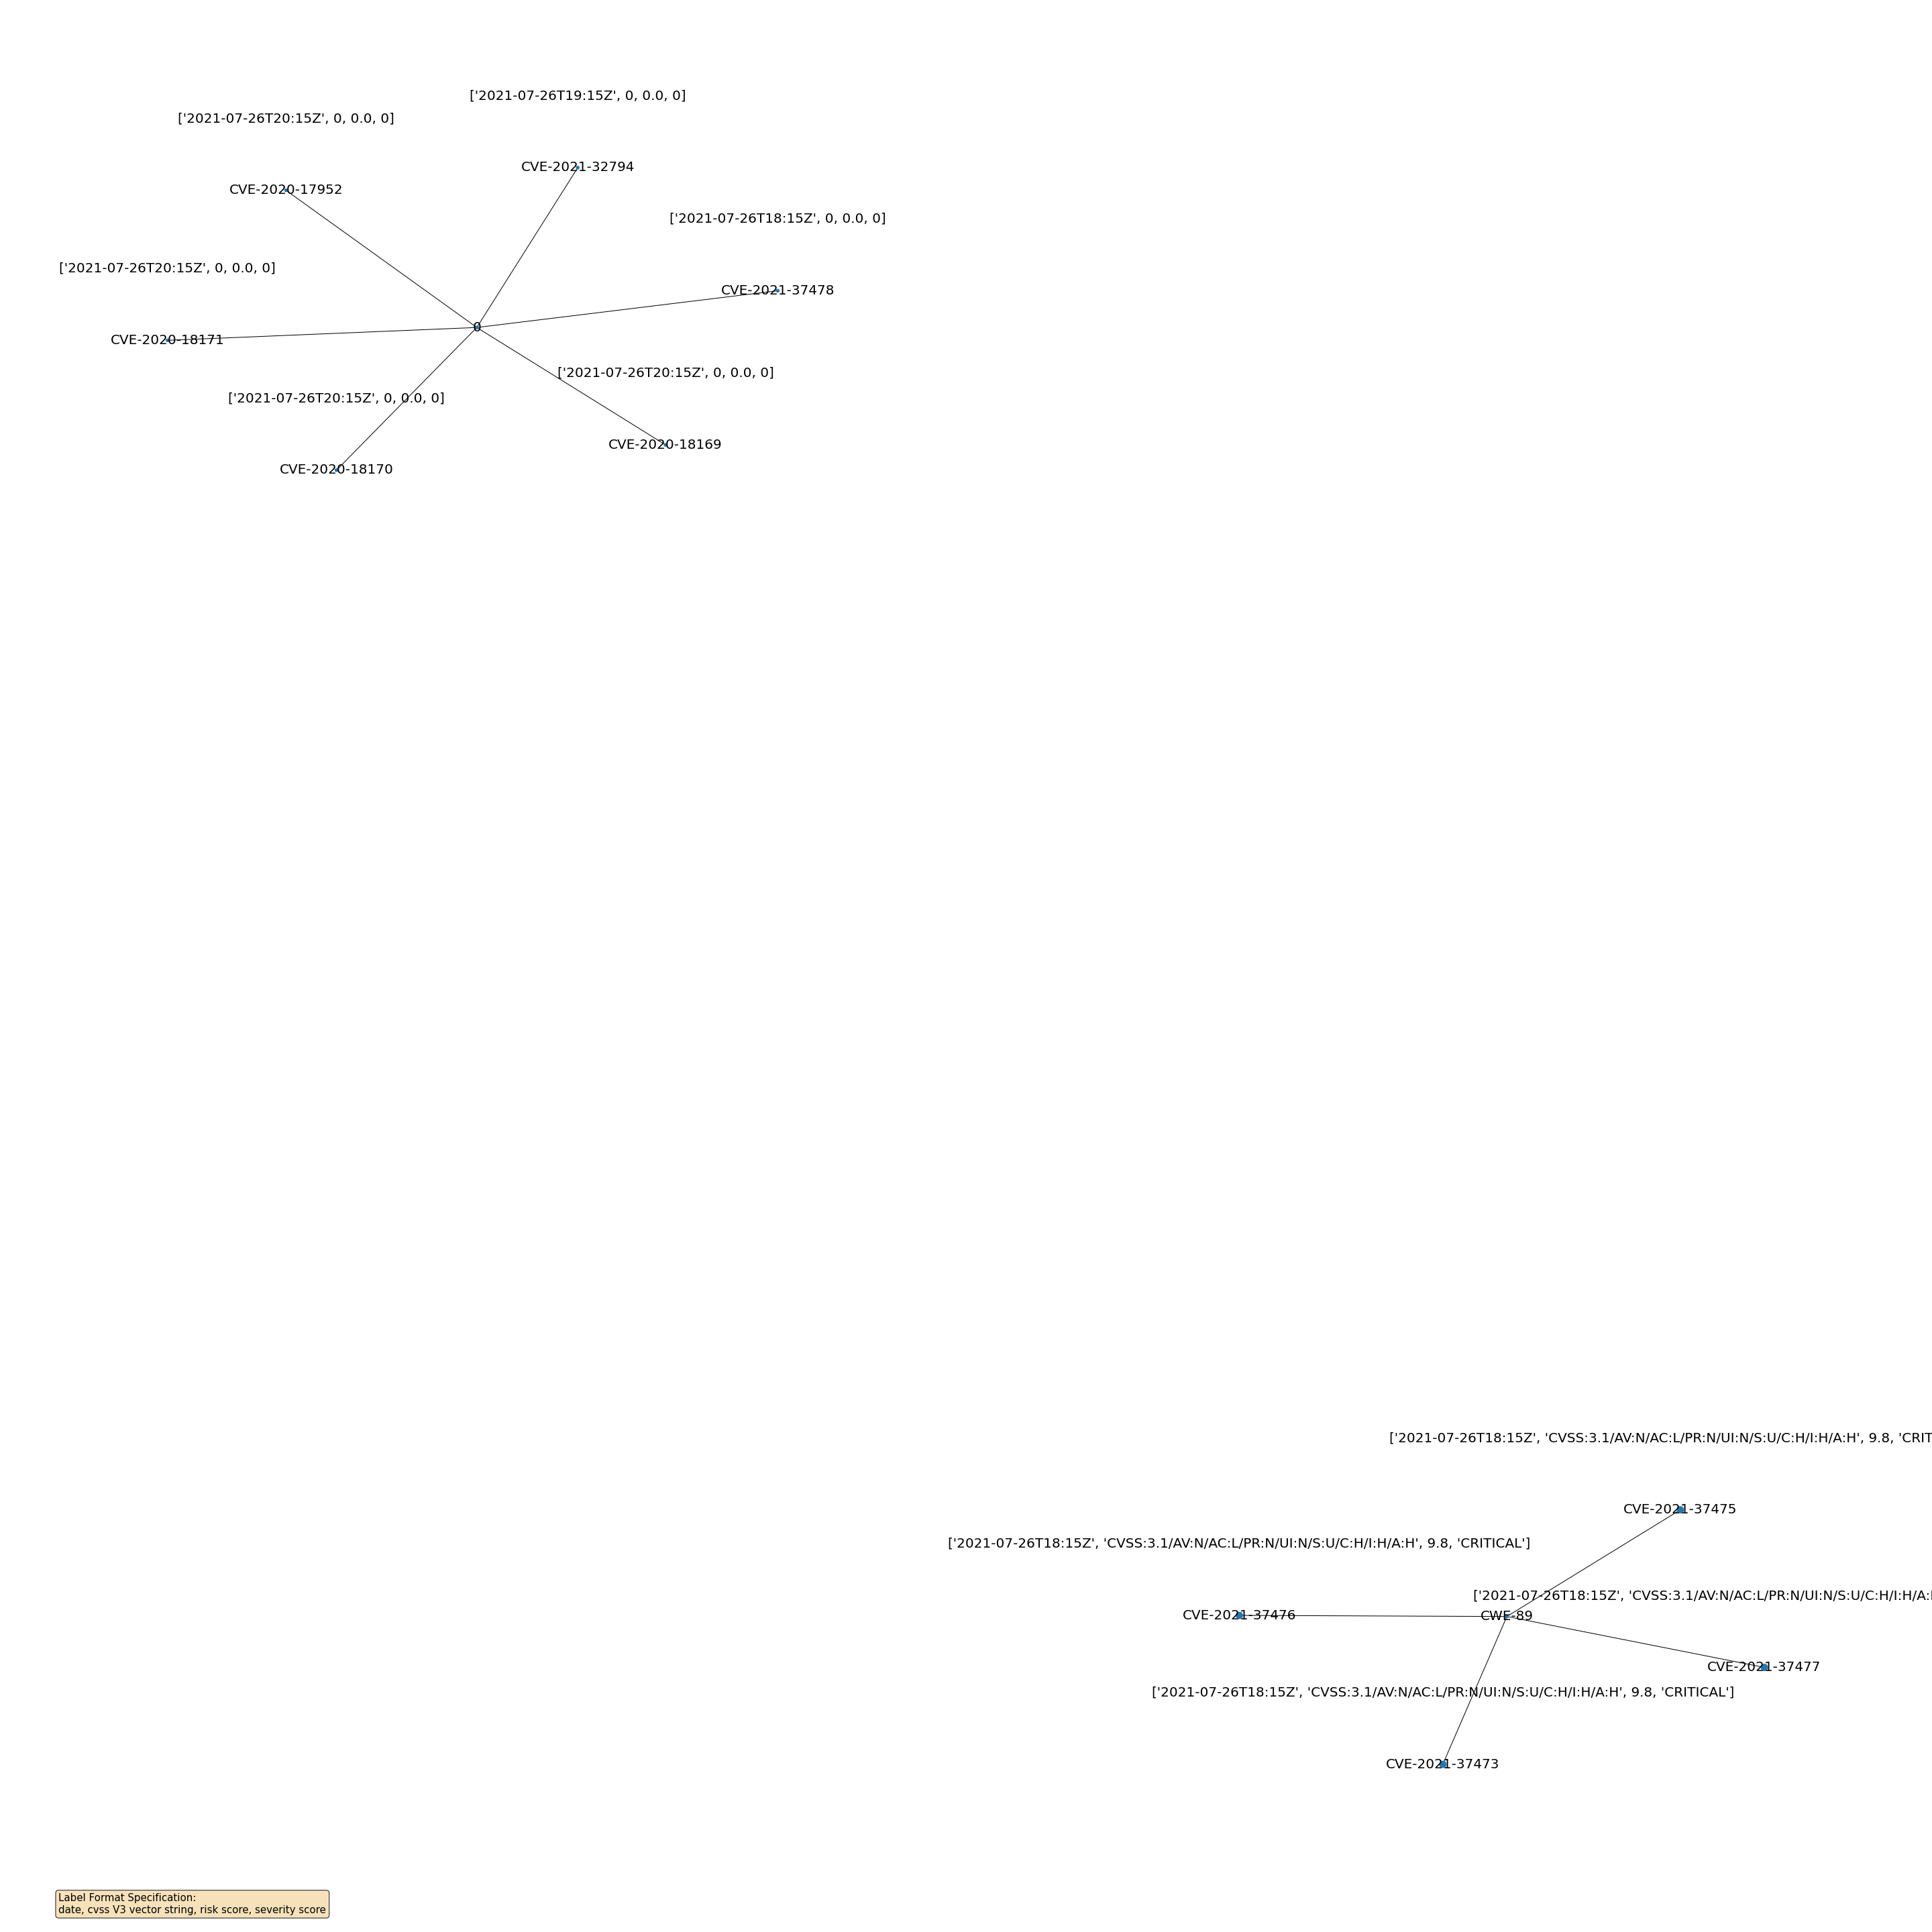 ['2021-07-26T19:15Z', 0, 0.0, 0]
['2021-07-26T20:15Z', 0, 0.0, 0]
CVE-2021-32794
CVE-2020-17952
['2021-07-26T18:15Z', 0, 0.0, 0]
['2021-07-26T20:15Z', 0, 0.0, 0]
CVE-2021-37478
0
CVE-2020-18171
['2021-07-26T20:15Z', 0, 0.0, 0]
['2021-07-26T20:15Z', 0, 0.0, 0]
CVE-2020-18169
CVE-2020-18170
['2021-07-26T18:15Z', 'CVSS:3.1/AV:N/AC:L/PR:N/UI:N/S:U/C:H/I:H/A:H', 9.8, 'CRIT
CVE-2021-37475
['2021-07-26T18:15Z', 'CVSS:3.1/AV:N/AC:L/PR:N/UI:N/S:U/C:H/I:H/A:H', 9.8, 'CRITICAL']
['2021-07-26T18:15Z', 'CVSS:3.1/AV:N/AC:L/PR:N/UI:N/S:U/C:H/I:H/A:
CVE-2021-37476
CWE-89
CVE-2021-37477
['2021-07-26T18:15Z', 'CVSS:3.1/AV:N/AC:L/PR:N/UI:N/S:U/C:H/I:H/A:H', 9.8, 'CRITICAL']
CVE-2021-37473
Label Format Specification:
date, cvss V3 vector string, risk score, severity score